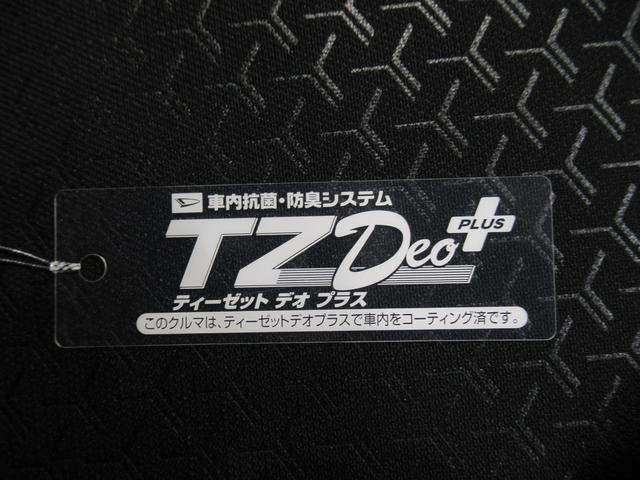 車内抗菌・防臭システム
TZ Deo PLUS
ティーゼット デオ プラス
このクルマは、ティーゼットデオプラスで車内をコーティング済です。